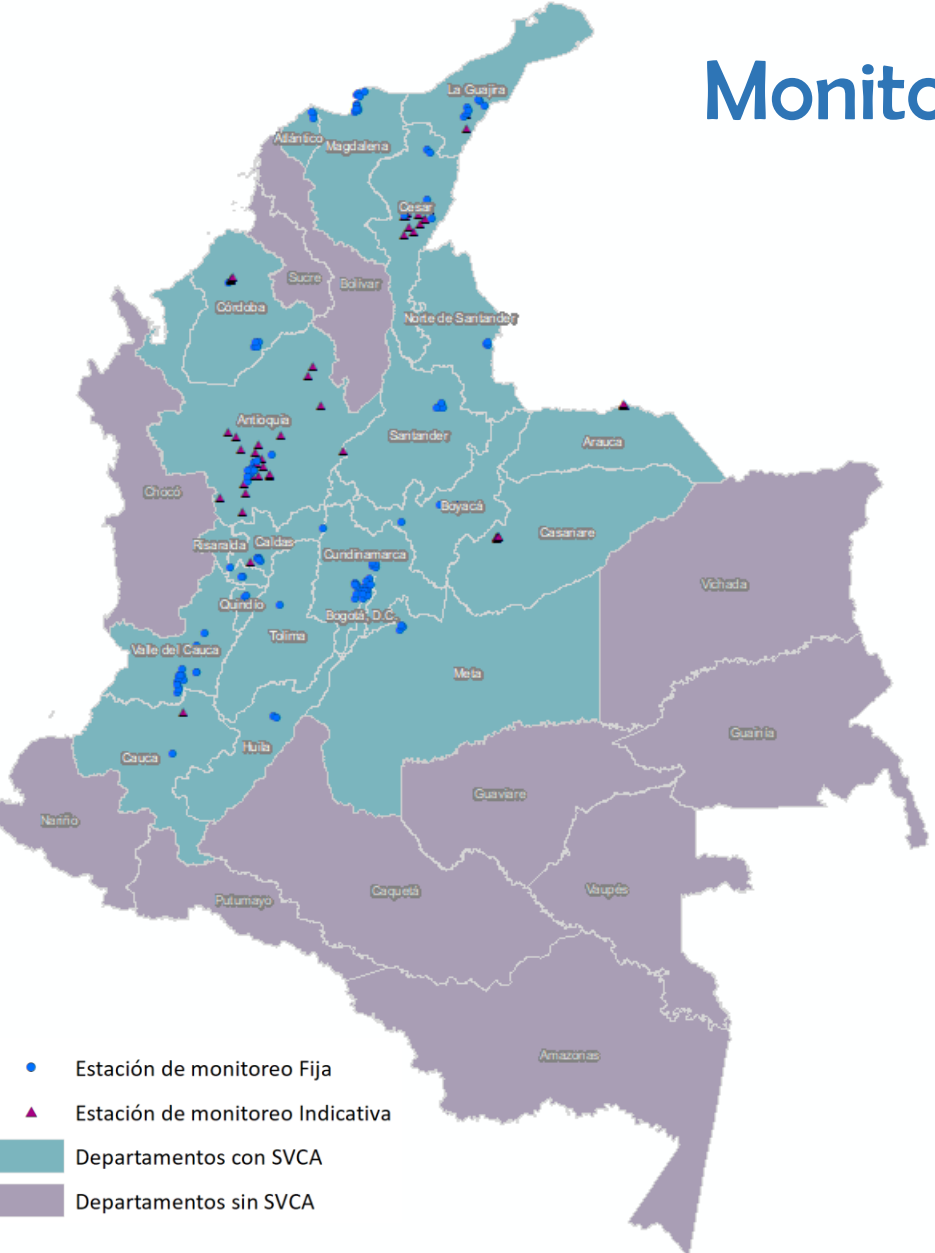 Monito
La Guajira
Atlántico
Magdalena
Cesar
Sucre
Bolívar
Córdoba
Norte de Santander
Antioquia
Santander
Arauca
Chocó
Boyacá
Casanare
Risaralda
Caldas
Cundinamarca
Vichada
Quindío
Bogotá, D.C.
Tolima
Valle del Cauca
Meta
Guainía
Huila
Cauca
Guaviare
Nariño
Caquetá
Vaupés
Putumayo
Amazonas
Estación de monitoreo Fija
Estación de monitoreo Indicativa
Departamentos con SVCA
Departamentos sin SVCA